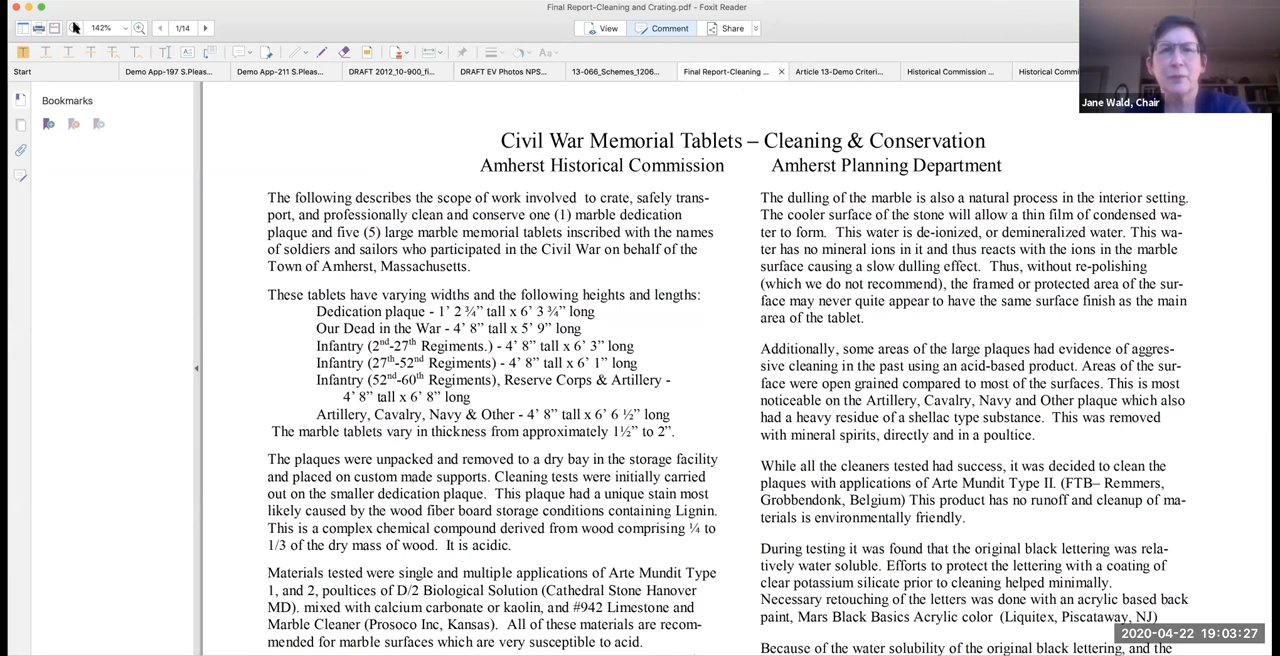 Final Report-Cleaning and Crating.pdf - Foxit Reader
142%
1/14
View
Comment
Share
Start
Demo App-197 S.Pleas...
Demo App-211 S.Pleas...
DRAFT 2012_10-900_fi...
DRAFT EV Photos NPS...
13-066_Schemes_1206...
Final Report-Cleaning ...
Article 13-Demo Criteri...
Historical Commission ...
Historical Commi
Jane Wald, Chair
Bookmarks
Civil War Memorial Tablets – Cleaning & Conservation
Amherst Historical Commission Amherst Planning Department
The following describes the scope of work involved to crate, safely trans-
port, and professionally clean and conserve one (1) marble dedication
plaque and five (5) large marble memorial tablets inscribed with the names
of soldiers and sailors who participated in the Civil War on behalf of the
Town of Amherst, Massachusetts.
These tablets have varying widths and the following heights and lengths:
Dedication plaque - 1’ 2 ¾” tall x 6’ 3 ¾” long
Our Dead in the War - 4’ 8” tall x 5’ 9” long
Infantry (2nd-27th Regiments.) - 4’ 8” tall x 6’ 3” long
Infantry (27th-52nd Regiments) - 4’ 8” tall x 6’ 1” long
Infantry (52nd-60th Regiments), Reserve Corps & Artillery -
4’ 8” tall x 6’ 8” long
Artillery, Cavalry, Navy & Other - 4’ 8” tall x 6’ 6 ½” long
The marble tablets vary in thickness from approximately 1½” to 2”.
The plaques were unpacked and removed to a dry bay in the storage facility
and placed on custom made supports. Cleaning tests were initially carried
out on the smaller dedication plaque. This plaque had a unique stain most
likely caused by the wood fiber board storage conditions containing Lignin.
This is a complex chemical compound derived from wood comprising ¼ to
1/3 of the dry mass of wood. It is acidic.
Materials tested were single and multiple applications of Arte Mundit Type
1, and 2, poultices of D/2 Biological Solution (Cathedral Stone Hanover
MD). mixed with calcium carbonate or kaolin, and #942 Limestone and
Marble Cleaner (Prosoco Inc, Kansas). All of these materials are recom-
mended for marble surfaces which are very susceptible to acid.
The dulling of the marble is also a natural process in the interior setting.
The cooler surface of the stone will allow a thin film of condensed wa-
ter to form. This water is de-ionized, or demineralized water. This wa-
ter has no mineral ions in it and thus reacts with the ions in the marble
surface causing a slow dulling effect. Thus, without re-polishing
(which we do not recommend), the framed or protected area of the sur-
face may never quite appear to have the same surface finish as the main
area of the tablet.
Additionally, some areas of the large plaques had evidence of aggres-
sive cleaning in the past using an acid-based product. Areas of the sur-
face were open grained compared to most of the surfaces. This is most
noticeable on the Artillery, Cavalry, Navy and Other plaque which also
had a heavy residue of a shellac type substance. This was removed
with mineral spirits, directly and in a poultice.
While all the cleaners tested had success, it was decided to clean the
plaques with applications of Arte Mundit Type II. (FTB– Remmers,
Grobbendonk, Belgium) This product has no runoff and cleanup of ma-
terials is environmentally friendly.
During testing it was found that the original black lettering was rela-
tively water soluble. Efforts to protect the lettering with a coating of
clear potassium silicate prior to cleaning helped minimally.
Necessary retouching of the letters was done with an acrylic based back
paint, Mars Black Basics Acrylic color (Liquitex, Piscataway, NJ)
Because of the water solubility of the original black lettering, and the
2020-04-22 19:03:27